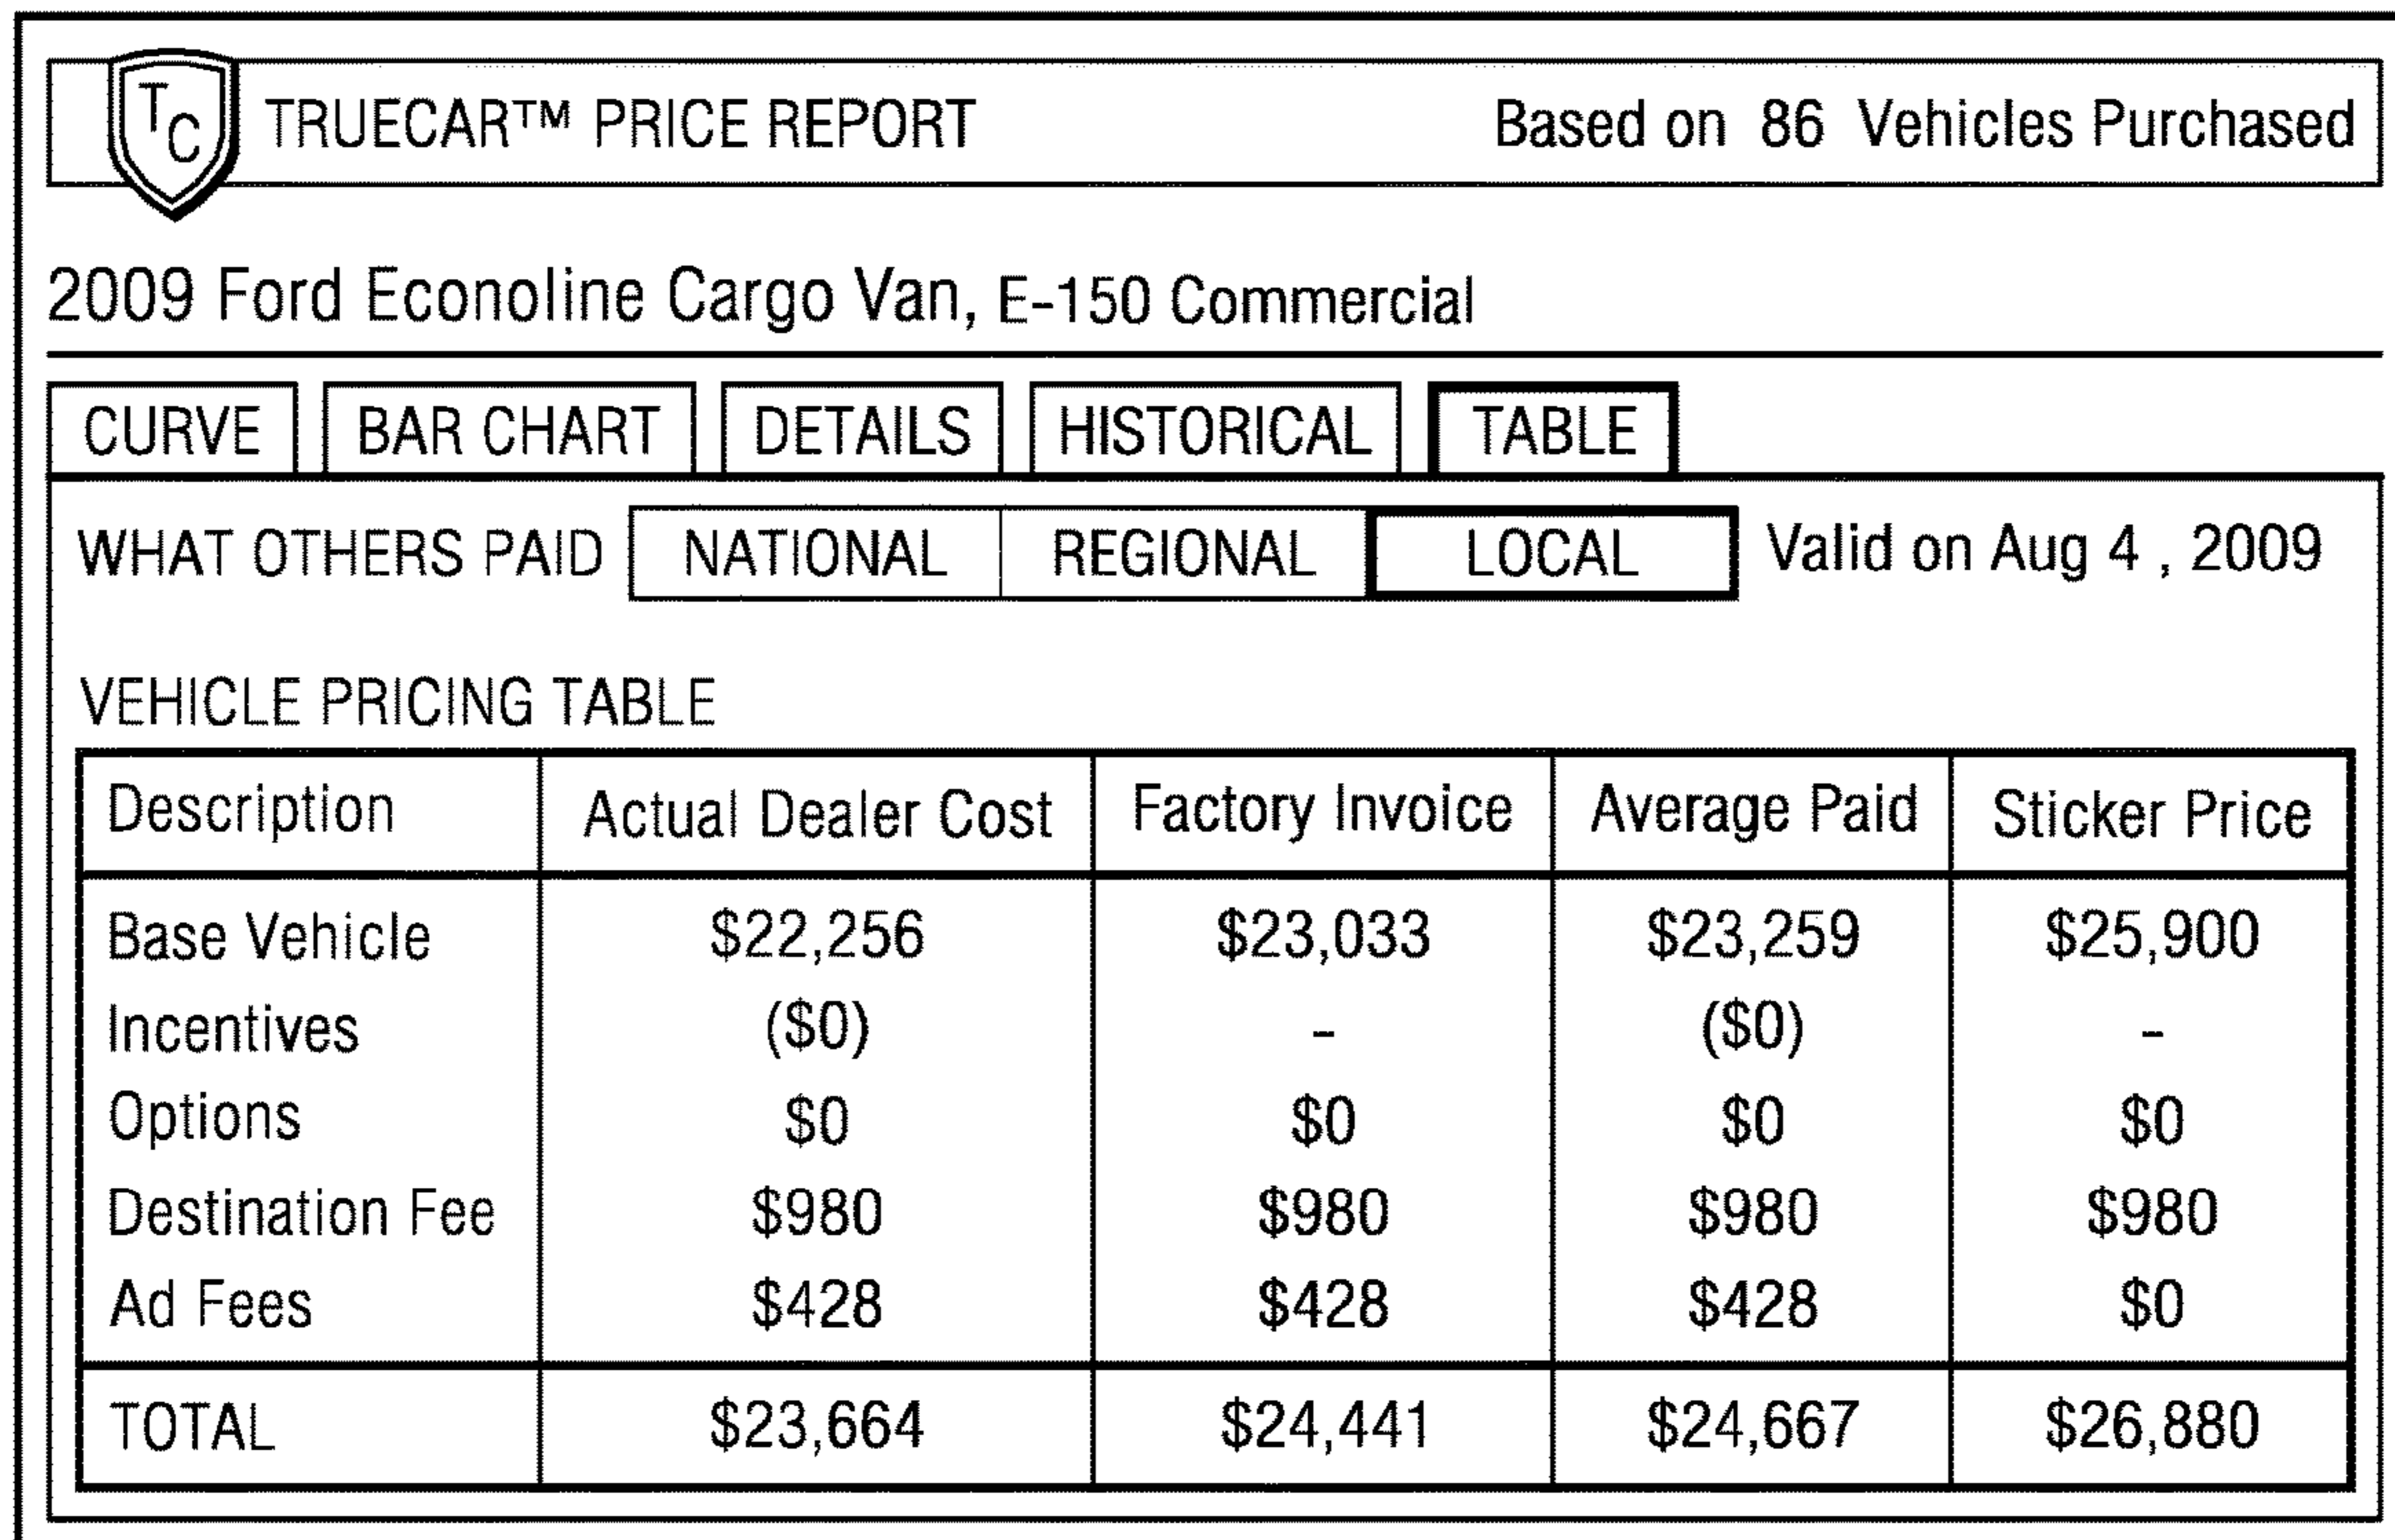 TC TRUECAR™ PRICE REPORT Based on 86 Vehicles Purchased
2009 Ford Econoline Cargo Van, E-150 Commercial
CURVE BAR CHART DETAILS HISTORICAL TABLE
WHAT OTHERS PAID NATIONAL REGIONAL LOCAL Valid on Aug 4 , 2009
VEHICLE PRICING TABLE
Description Actual Dealer Cost Factory Invoice Average Paid Sticker Price
Base Vehicle $22,256 $23,033 $23,259 $25,900
Incentives ($0) - ($0) -
Options $0 $0 $0 $0
Destination Fee $980 $980 $980 $980
Ad Fees $428 $428 $428 $0
TOTAL $23,664 $24,441 $24,667 $26,880